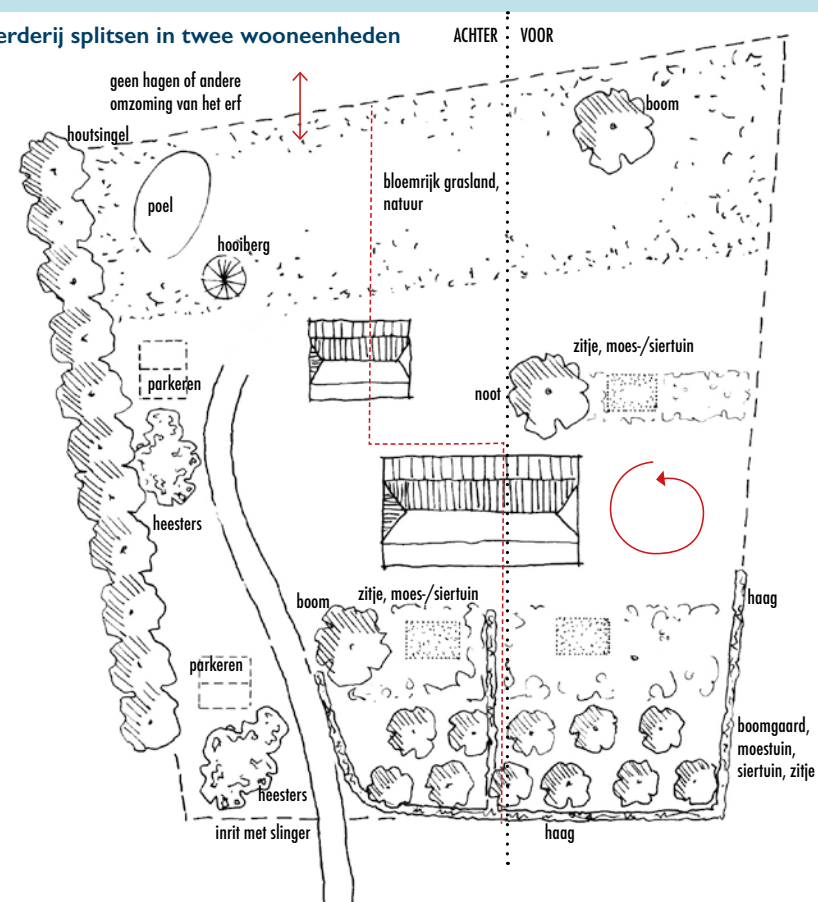 erderij splitsen in twee wooneenheden
ACHTER
VOOR
geen hagen of andere
omzoming van het erf
boom
houtsingel
bloemrijk grasland,
natuur
poel
hooiberg
zitje, moes-/siertuin
parkeren
noot
heesters
boom
zitje, moes-/siertuin
haag
parkeren
boomgaard,
moestuin,
siertuin, zitje
heesters
inrit met slinger
haag